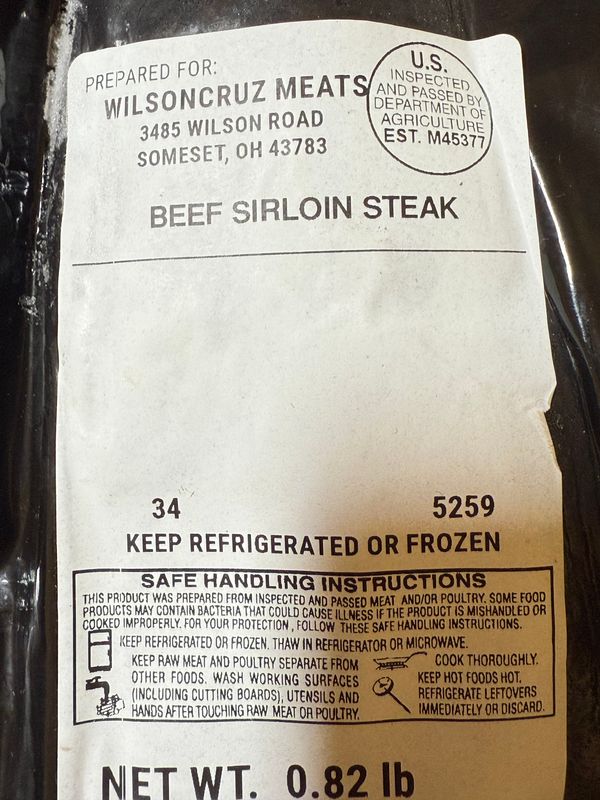 PREPARED FOR:
WILSONCRUZ MEATS
3485 WILSON ROAD
SOMESET, OH 43783
U.S.
INSPECTED
AND PASSED BY
DEPARTMENT OF
AGRICULTURE
EST. M45377
BEEF SIRLOIN STEAK
34 5259
KEEP REFRIGERATED OR FROZEN
SAFE HANDLING INSTRUCTIONS
THIS PRODUCT WAS PREPARED FROM INSPECTED AND PASSED MEAT AND/OR POULTRY. SOME FOOD
PRODUCTS MAY CONTAIN BACTERIA THAT COULD CAUSE ILLNESS IF THE PRODUCT IS MISHANDLED OR
COOKED IMPROPERLY. FOR YOUR PROTECTION, FOLLOW THESE SAFE HANDLING INSTRUCTIONS.
KEEP REFRIGERATED OR FROZEN. THAW IN REFRIGERATOR OR MICROWAVE.
KEEP RAW MEAT AND POULTRY SEPARATE FROM
OTHER FOODS. WASH WORKING SURFACES
(INCLUDING CUTTING BOARDS), UTENSILS AND
HANDS AFTER TOUCHING RAW MEAT OR POULTRY.
COOK THOROUGHLY.
KEEP HOT FOODS HOT.
REFRIGERATE LEFTOVERS
IMMEDIATELY OR DISCARD.
NET WT. 0.82 lb